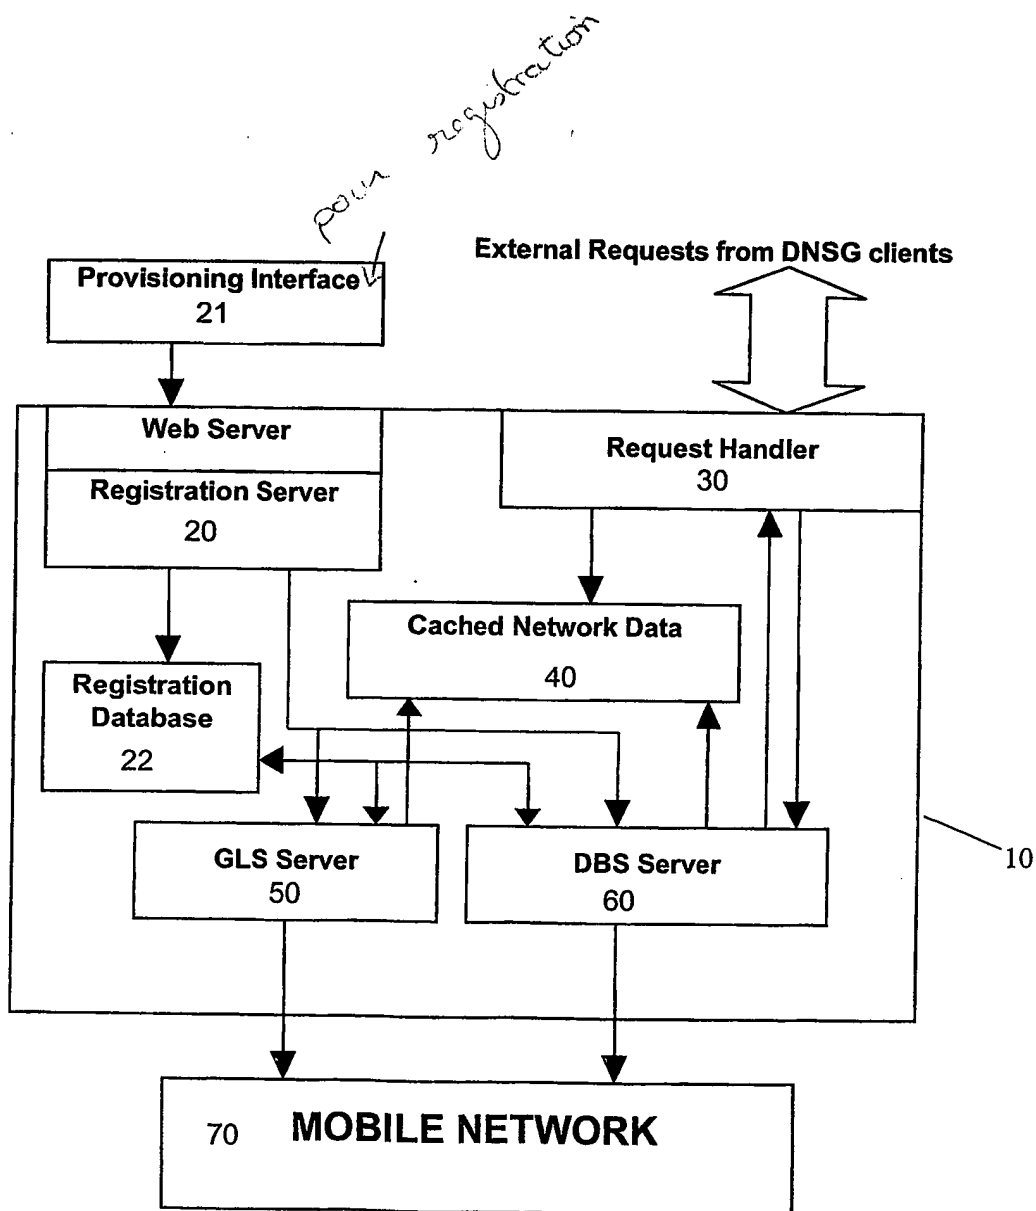 pour registration
External Requests from DNSG clients
Provisioning Interface
21
Web Server
Registration Server
20
Request Handler
30
Cached Network Data
40
Registration
Database
22
GLS Server
50
DBS Server
60
10
70 MOBILE NETWORK